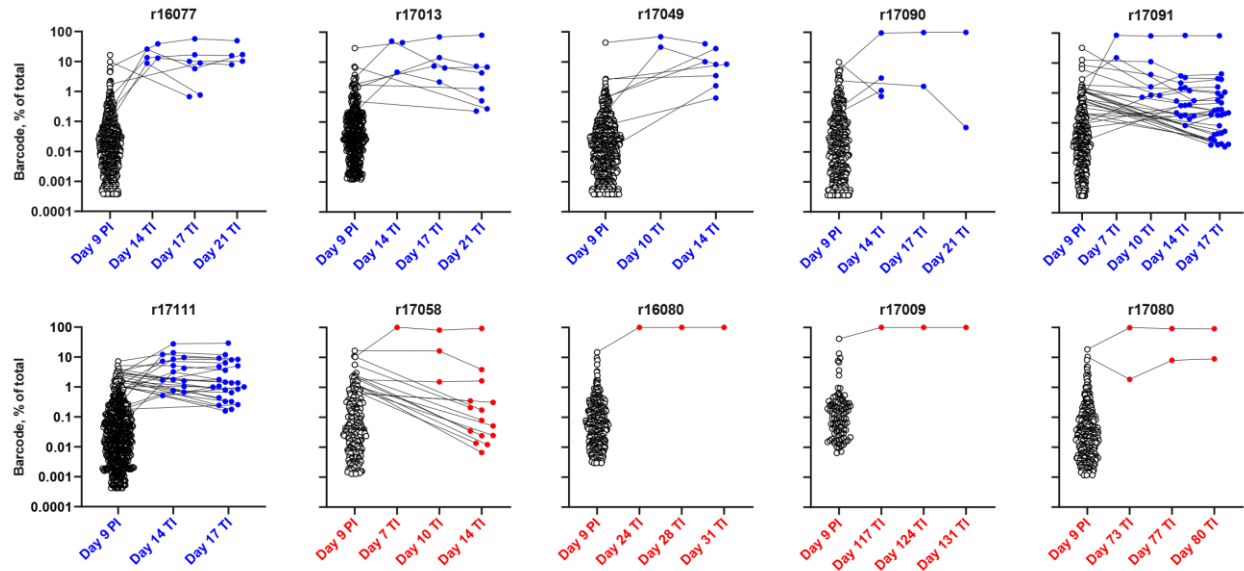 r16077 r17013 r17049 r17090 r17091
Barcode, % of total
100
10
1
0.1
0.01
0.001
0.0001
Day 9 PI Day 14 TI Day 17 TI Day 21 TI
Day 9 PI Day 14 TI Day 17 TI Day 21 TI
Day 9 PI Day 10 TI Day 14 TI
Day 9 PI Day 14 TI Day 17 TI Day 21 TI
Day 9 PI Day 7 TI Day 10 TI Day 14 TI Day 17 TI
r17111 r17058 r16080 r17009 r17080
Barcode, % of total
100
10
1
0.1
0.01
0.001
0.0001
Day 9 PI Day 14 TI Day 17 TI
Day 9 PI Day 7 TI Day 10 TI Day 14 TI
Day 9 PI Day 24 TI Day 28 TI Day 31 TI
Day 9 PI Day 117 TI Day 124 TI Day 131 TI
Day 9 PI Day 73 TI Day 77 TI Day 80 TI